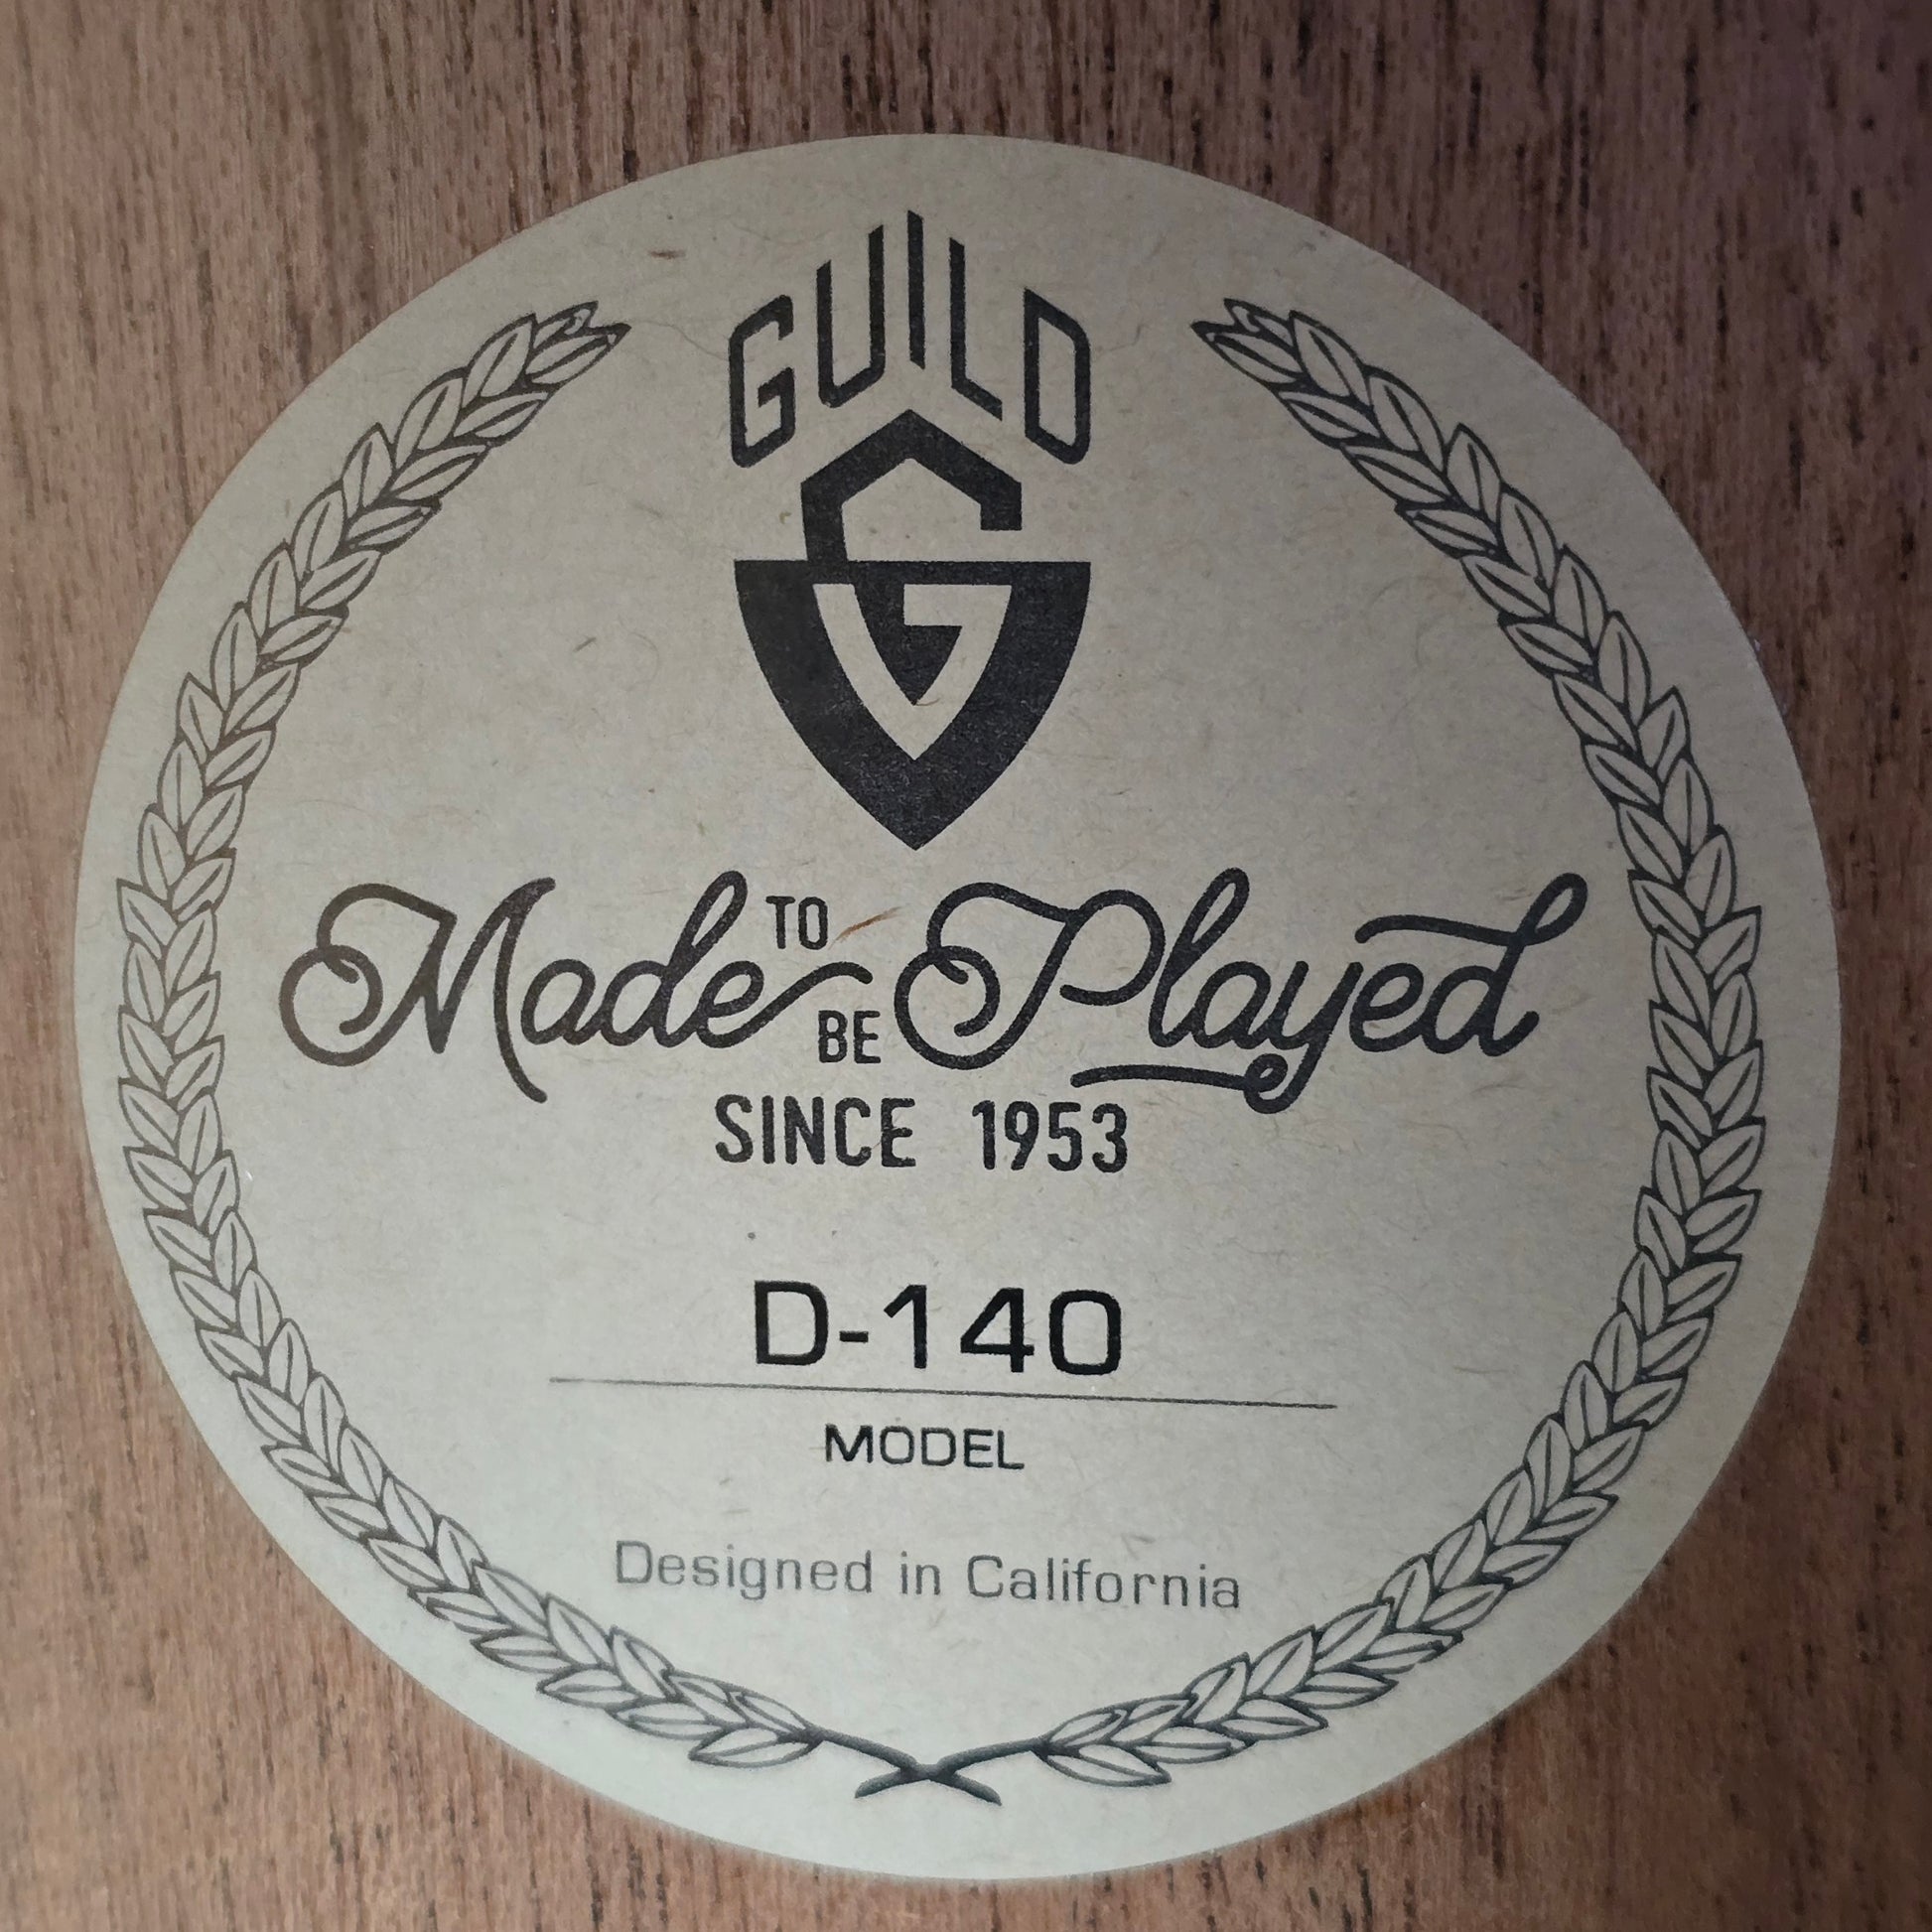 GUILD
G
Made TO BE Played
SINCE 1953
D-140
MODEL
Designed in California